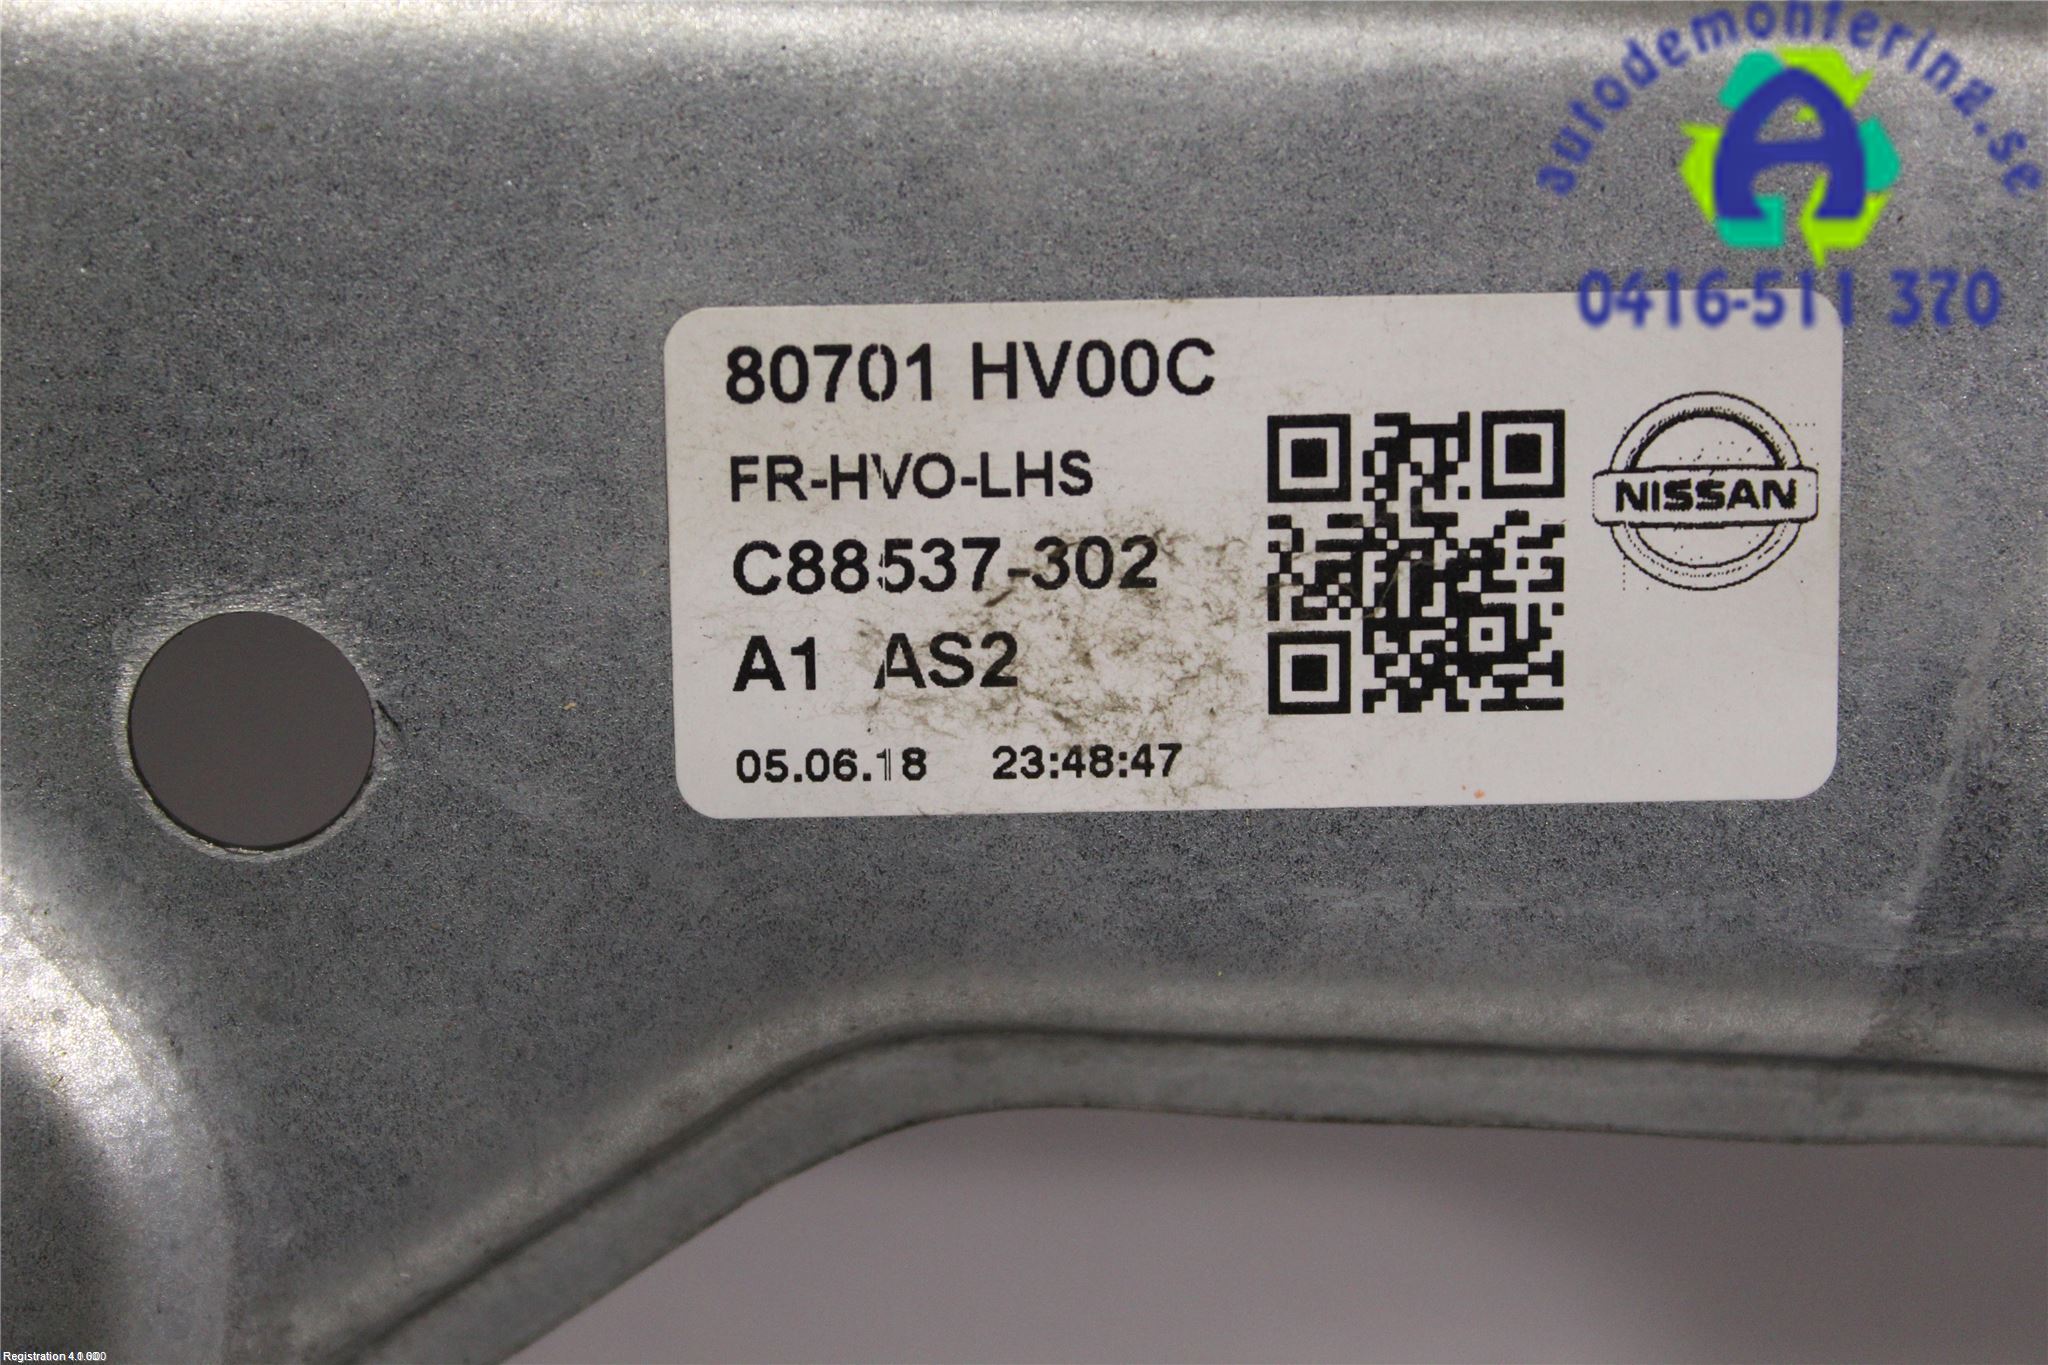 autodemontering.se
0416-511 370
80701 HV00C
FR-HVO-LHS
C88537-302
A1 AS2
05.06.18 23:48:47
NISSAN